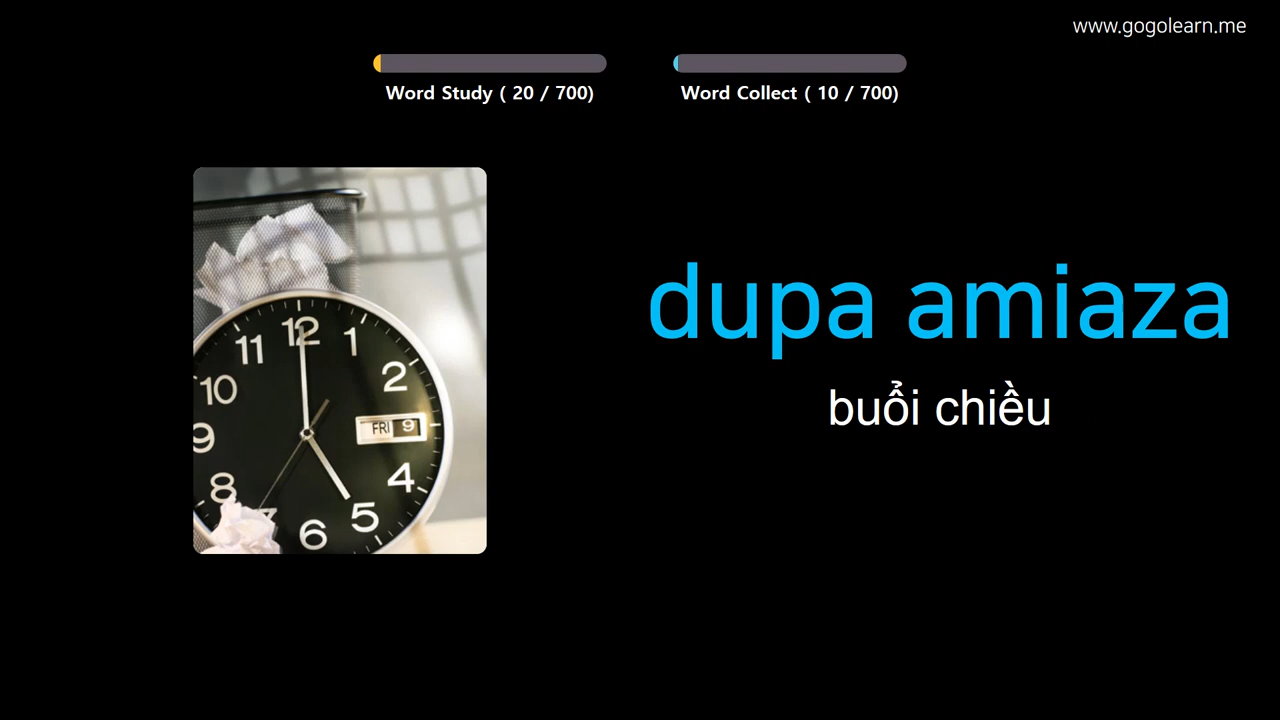 www.gogolearn.me
Word Study ( 20 / 700)
Word Collect ( 10 / 700)
12
11 1
10 2
9 FRI 9
8 4
7 5
6
dupa amiaza
buổi chiều